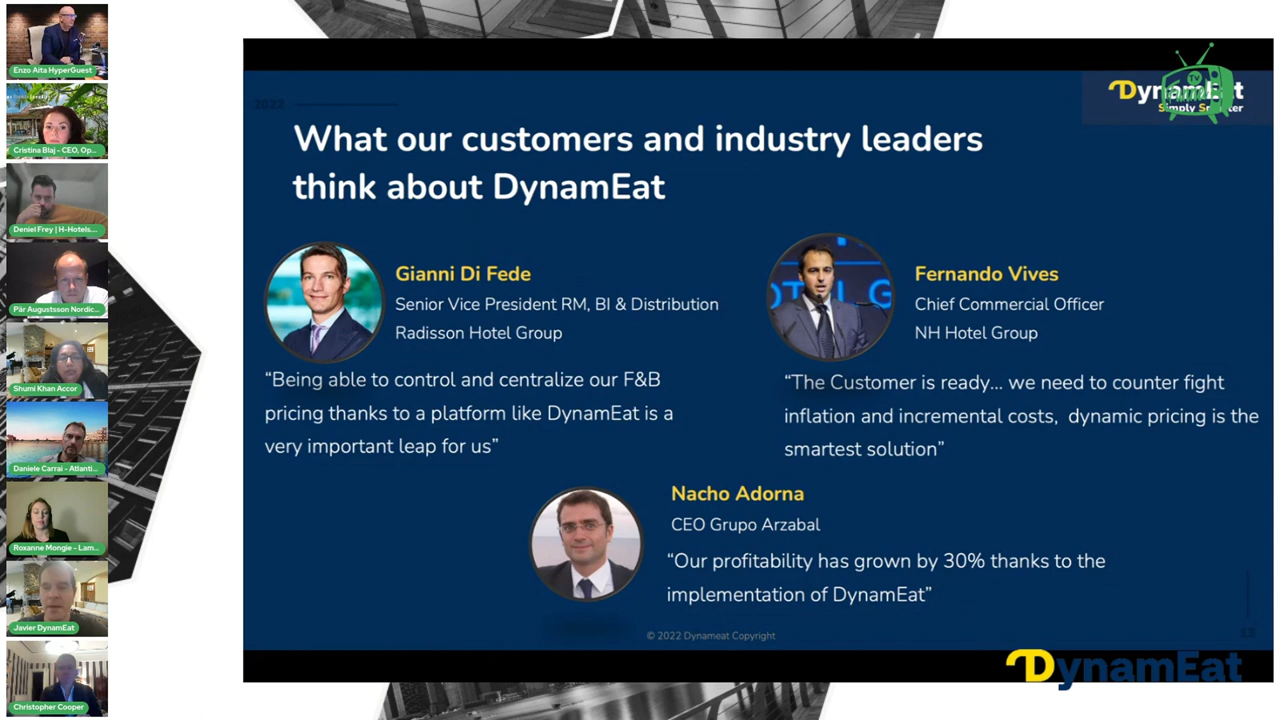 Enzo Aita HyperGuest
Cristina Blaj - CEO, Op...
Deniel Frey | H-Hotels...
Pär Augustsson Nordic...
Shumi Khan Accor
Daniele Carrai - Atlanti...
Roxanne Mongie - Lam...
Javier DynamEat
Christopher Cooper
2022
DynamEat
TV
What our customers and industry leaders
think about DynamEat
Gianni Di Fede
Senior Vice President RM, BI & Distribution
Radisson Hotel Group
“Being able to control and centralize our F&B
pricing thanks to a platform like DynamEat is a
very important leap for us”
Fernando Vives
Chief Commercial Officer
NH Hotel Group
“The Customer is ready... we need to counter fight
inflation and incremental costs, dynamic pricing is the
smartest solution”
Nacho Adorna
CEO Grupo Arzabal
“Our profitability has grown by 30% thanks to the
implementation of DynamEat”
© 2022 Dynameat Copyright
12
DynamEat